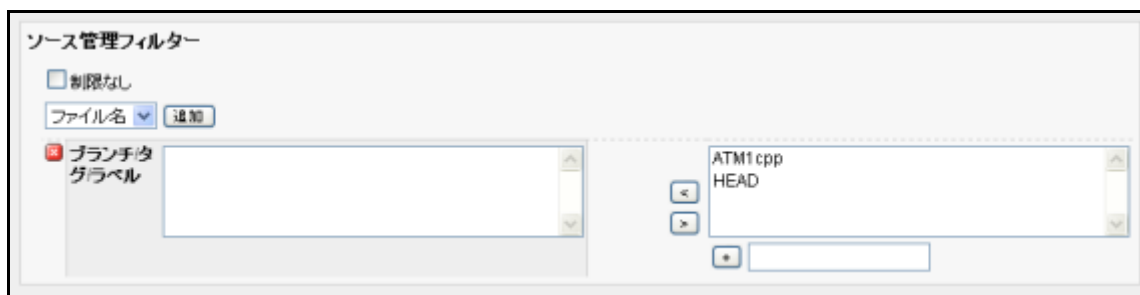 ソース管理フィルター
制限なし
ファイル名 追加
ブランチ/タ
グ/ラベル
ATM1cpp
HEAD
<
>
+